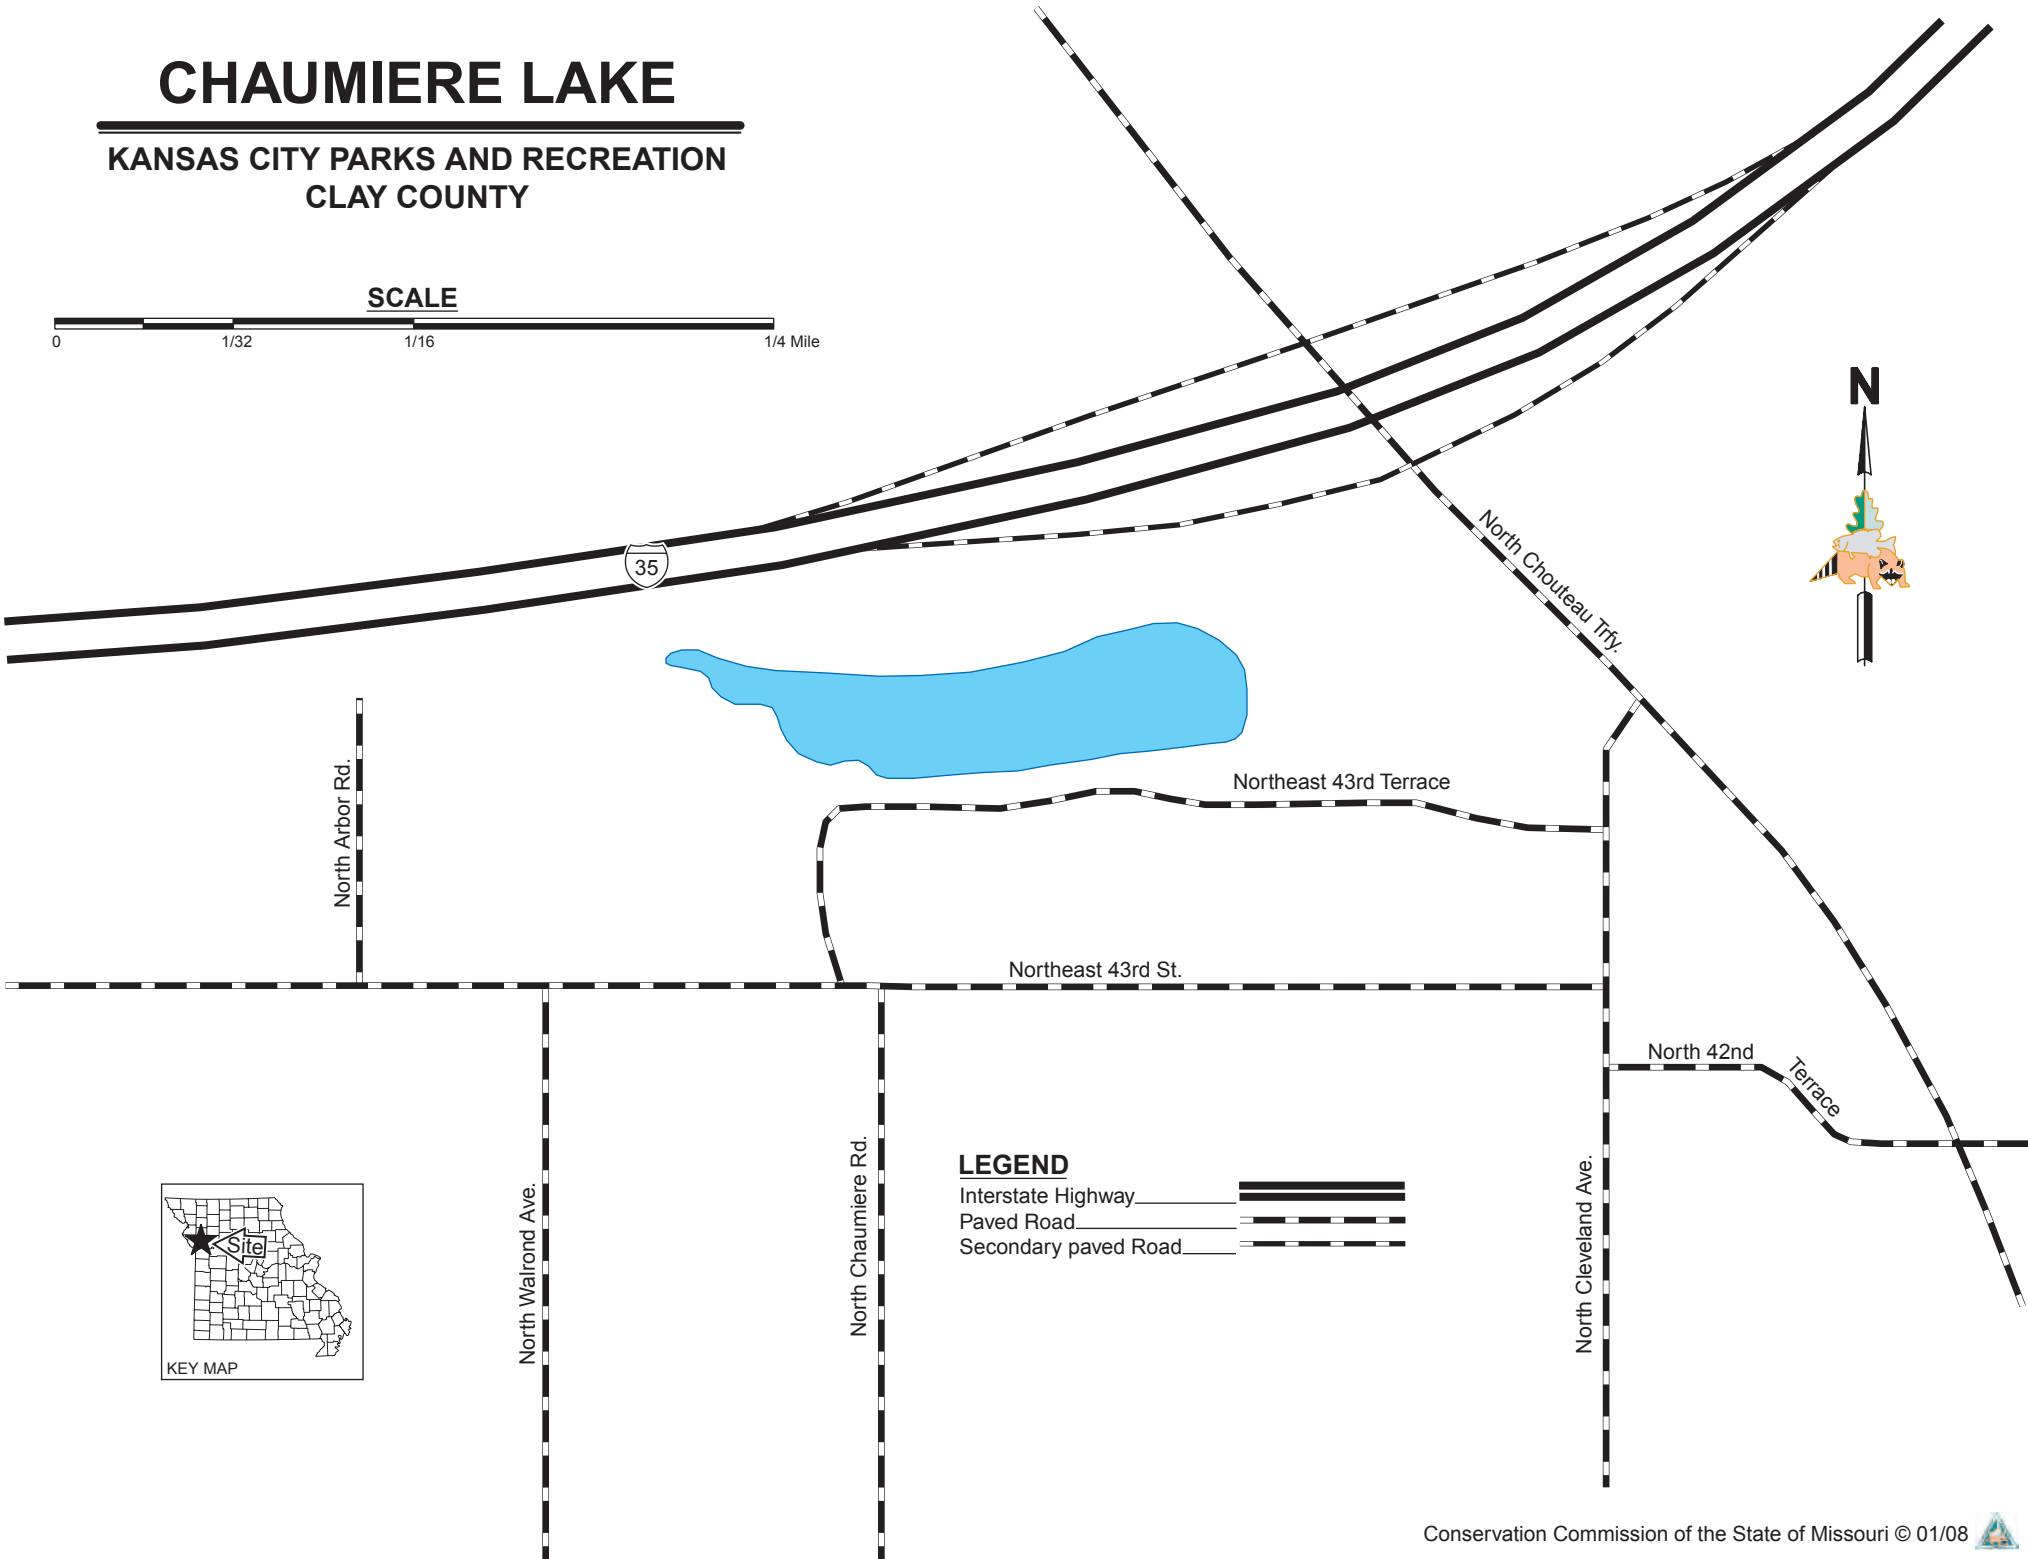 CHAUMIERE LAKE
KANSAS CITY PARKS AND RECREATION
CLAY COUNTY
SCALE
0 1/32 1/16 1/4 Mile
N
35
North Chouteau Trfy.
Northeast 43rd Terrace
North Arbor Rd.
Northeast 43rd St.
North 42nd
Terrace
North Walrond Ave.
North Chaumiere Rd.
North Cleveland Ave.
LEGEND
Interstate Highway
Paved Road
Secondary paved Road
Site
KEY MAP
Conservation Commission of the State of Missouri © 01/08